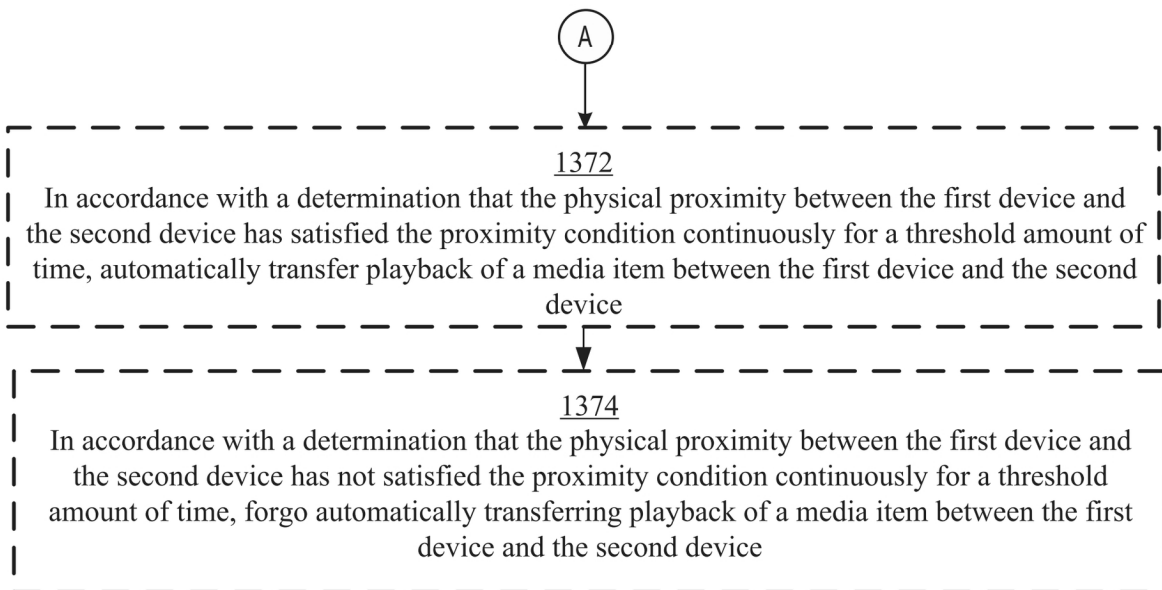 A
1372
In accordance with a determination that the physical proximity between the first device and
the second device has satisfied the proximity condition continuously for a threshold amount of
time, automatically transfer playback of a media item between the first device and the second
device
1374
In accordance with a determination that the physical proximity between the first device and
the second device has not satisfied the proximity condition continuously for a threshold
amount of time, forgo automatically transferring playback of a media item between the first
device and the second device